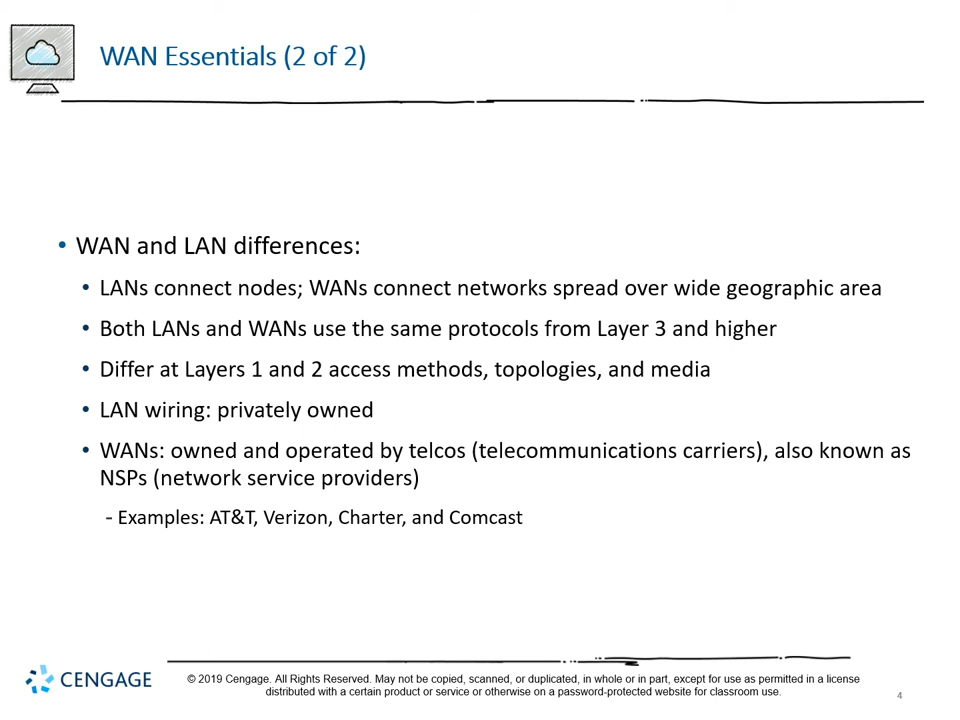 WAN Essentials (2 of 2)
• WAN and LAN differences:
• LANs connect nodes; WANs connect networks spread over wide geographic area
• Both LANs and WANs use the same protocols from Layer 3 and higher
• Differ at Layers 1 and 2 access methods, topologies, and media
• LAN wiring: privately owned
• WANs: owned and operated by telcos (telecommunications carriers), also known as
NSPs (network service providers)
- Examples: AT&T, Verizon, Charter, and Comcast
CENGAGE
© 2019 Cengage. All Rights Reserved. May not be copied, scanned, or duplicated, in whole or in part, except for use as permitted in a license
distributed with a certain product or service or otherwise on a password-protected website for classroom use.
4